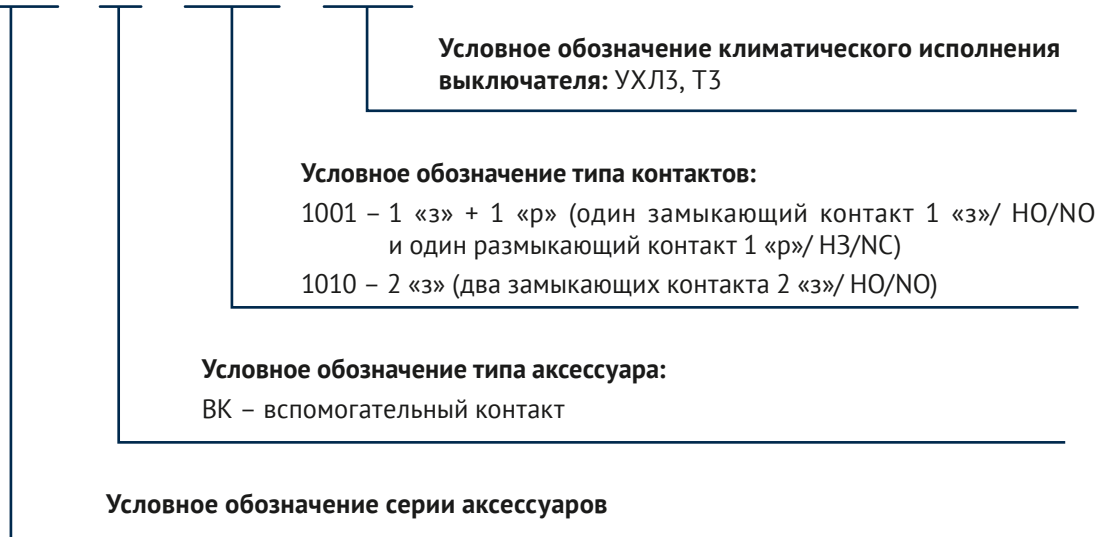 Условное обозначение климатического исполнения
выключателя: УХЛ3, Т3
Условное обозначение типа контактов:
1001 – 1 «з» + 1 «р» (один замыкающий контакт 1 «з»/ НО/NO
и один размыкающий контакт 1 «р»/ НЗ/NC)
1010 – 2 «з» (два замыкающих контакта 2 «з»/ НО/NO)
Условное обозначение типа аксессуара:
ВК – вспомогательный контакт
Условное обозначение серии аксессуаров